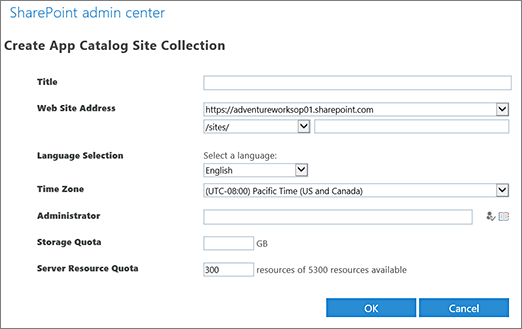 SharePoint admin center
Create App Catalog Site Collection
Title
Web Site Address
https://adventureworksop01.sharepoint.com
/sites/
Language Selection
Select a language:
English
Time Zone
(UTC-08:00) Pacific Time (US and Canada)
Administrator
Storage Quota
GB
Server Resource Quota
300 resources of 5300 resources available
OK Cancel